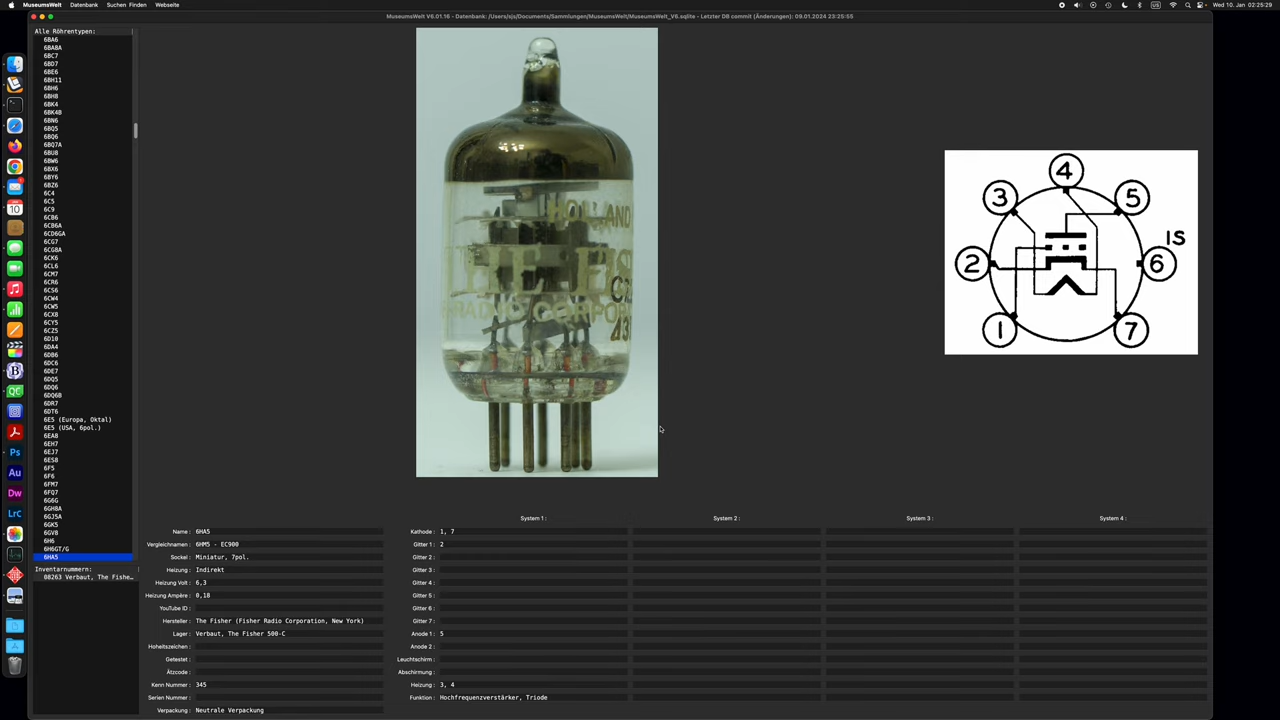 MuseumsWelt Datenbank Suchen Finden Webseite
Wed 10. Jan 02:25:29
MuseumsWelt V6.01.16 - Datenbank: /Users/sjs/Documents/Sammlungen/MuseumsWelt/MuseumsWelt_V6.sqlite - Letzter DB commit (Änderungen): 09.01.2024 23:25:55
Alle Röhrentypen:
6BA6
6BA8A
6BC7
6BD7
6BE6
6BH11
6BH6
6BH8
6BK4
6BK4B
6BN6
6BQ5
6BQ6
6BQ7A
6BU8
6BW6
6BX6
6BY6
6BZ6
6C4
6C5
6C9
6CB6
6CB6A
6CD6GA
6CG7
6CG8A
6CK6
6CL6
6CM7
6CR6
6CS6
6CW4
6CW5
6CX8
6CY5
6CZ5
6D10
6DA4
6DB6
6DC6
6DE7
6DQ5
6DQ6
6DQ6B
6DR7
6DT6
6E5 (Europa, Oktal)
6E5 (USA, 6pol.)
6EA8
6EH7
6EJ7
6ES8
6F5
6F6
6FM7
6FQ7
6G6G
6GH8A
6GJ5A
6GK5
6GV8
6H6
6H6GT/G
6HA5
Inventarnummern:
08263 Verbaut, The Fishe…
HOLLAND
RADIO CORPOR
3
4
5
2
IS
6
1
7
System 1 :
System 2 :
System 3 :
System 4 :
Name : 6HA5
Vergleichnamen : 6HM5 - EC900
Sockel : Miniatur, 7pol.
Heizung : Indirekt
Heizung Volt : 6,3
Heizung Ampère : 0,18
YouTube ID :
Hersteller : The Fisher (Fisher Radio Corporation, New York)
Lager : Verbaut, The Fisher 500-C
Hoheitszeichen :
Getestet :
Ätzcode :
Kenn Nummer : 345
Serien Nummer :
Verpackung : Neutrale Verpackung
Kathode : 1, 7
Gitter 1 : 2
Gitter 2 :
Gitter 3 :
Gitter 4 :
Gitter 5 :
Gitter 6 :
Gitter 7 :
Anode 1 : 5
Anode 2 :
Leuchtschirm :
Abschirmung :
Heizung : 3, 4
Funktion : Hochfrequenzverstärker, Triode